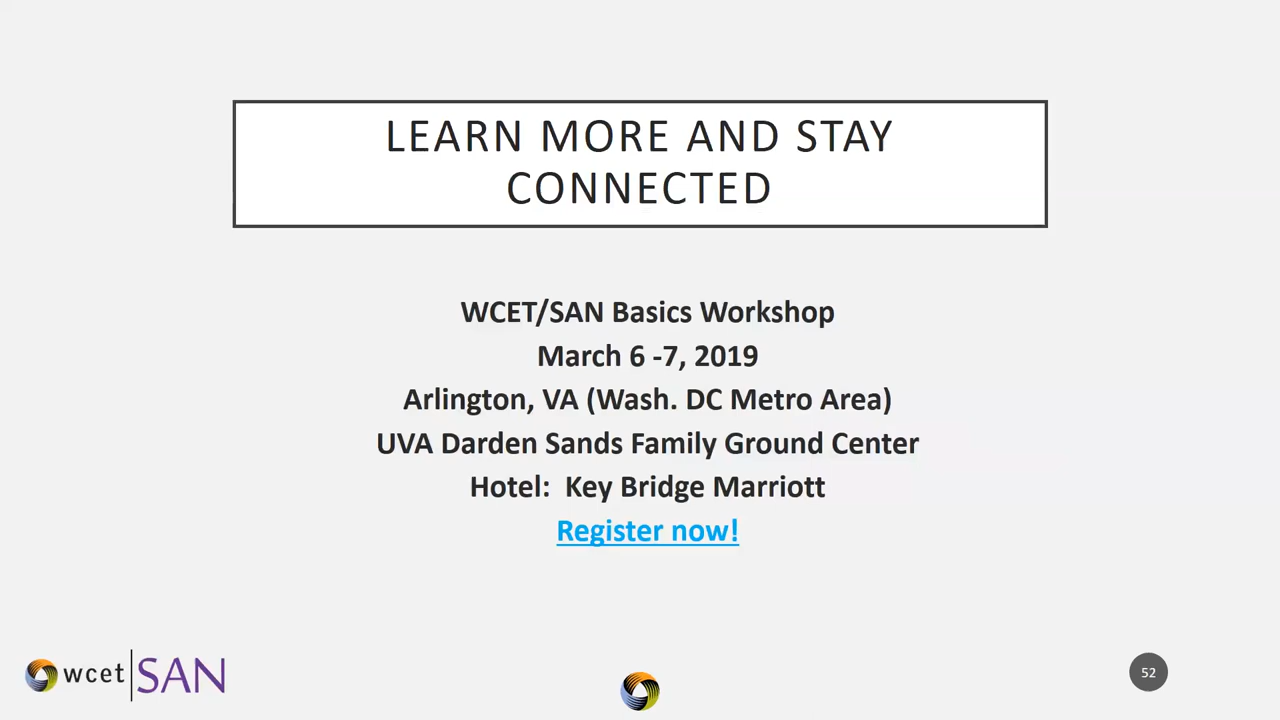 LEARN MORE AND STAY
CONNECTED
WCET/SAN Basics Workshop
March 6 -7, 2019
Arlington, VA (Wash. DC Metro Area)
UVA Darden Sands Family Ground Center
Hotel:  Key Bridge Marriott
Register now!
wcet SAN
52